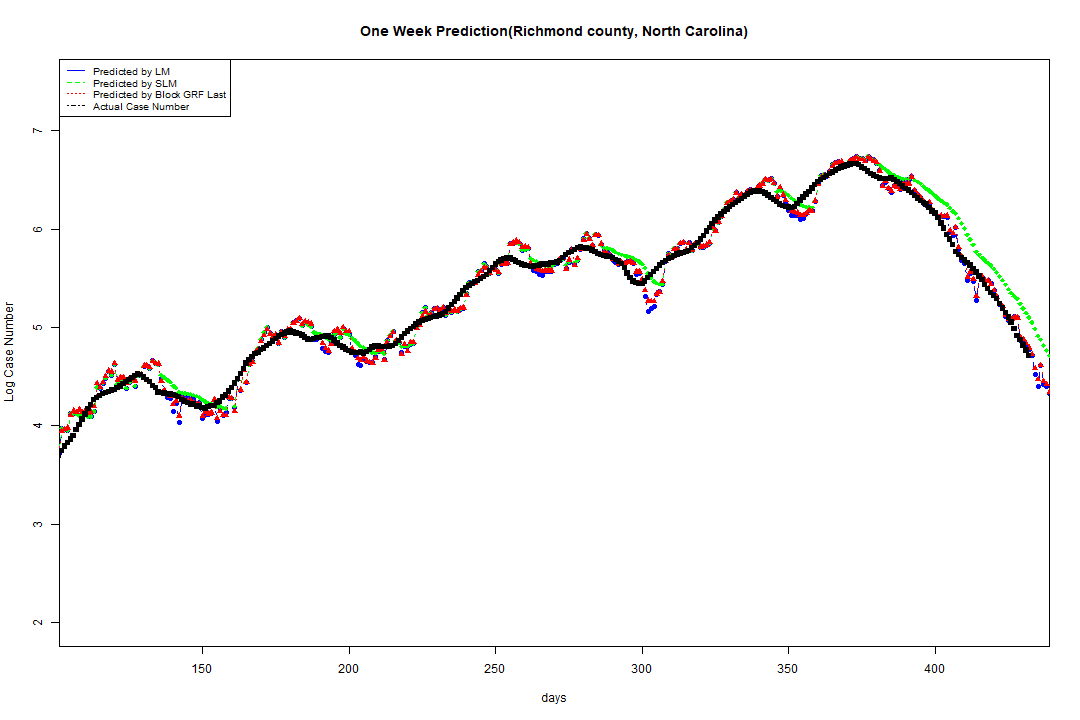 One Week Prediction(Richmond county, North Carolina)
Predicted by LM
Predicted by SLM
Predicted by Block GRF Last
Actual Case Number
7
6
5
4
3
2
Log Case Number
150
200
250
300
350
400
days